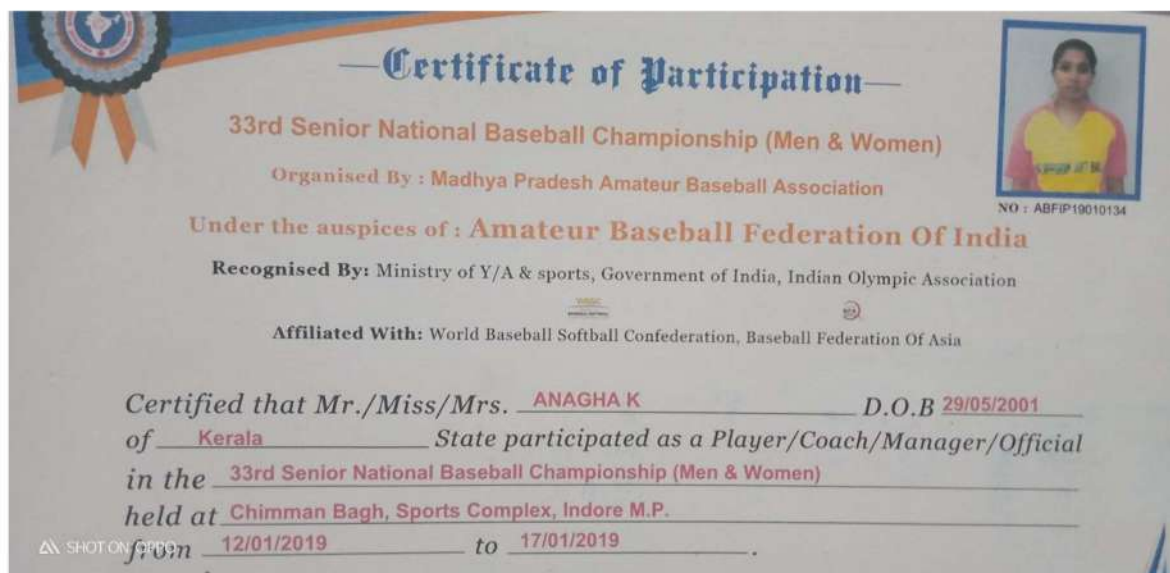 Certificate of Participation
33rd Senior National Baseball Championship (Men & Women)
Organised By : Madhya Pradesh Amateur Baseball Association
NO : ABFIP19010134
Under the auspices of : Amateur Baseball Federation Of India
Recognised By: Ministry of Y/A & sports, Government of India, Indian Olympic Association
WBSC
Affiliated With: World Baseball Softball Confederation, Baseball Federation Of Asia
Certified that Mr./Miss/Mrs. ANAGHA K D.O.B 29/05/2001
of Kerala State participated as a Player/Coach/Manager/Official
in the 33rd Senior National Baseball Championship (Men & Women)
held at Chimman Bagh, Sports Complex, Indore M.P.
from 12/01/2019 to 17/01/2019 .
SHOT ON OPPO